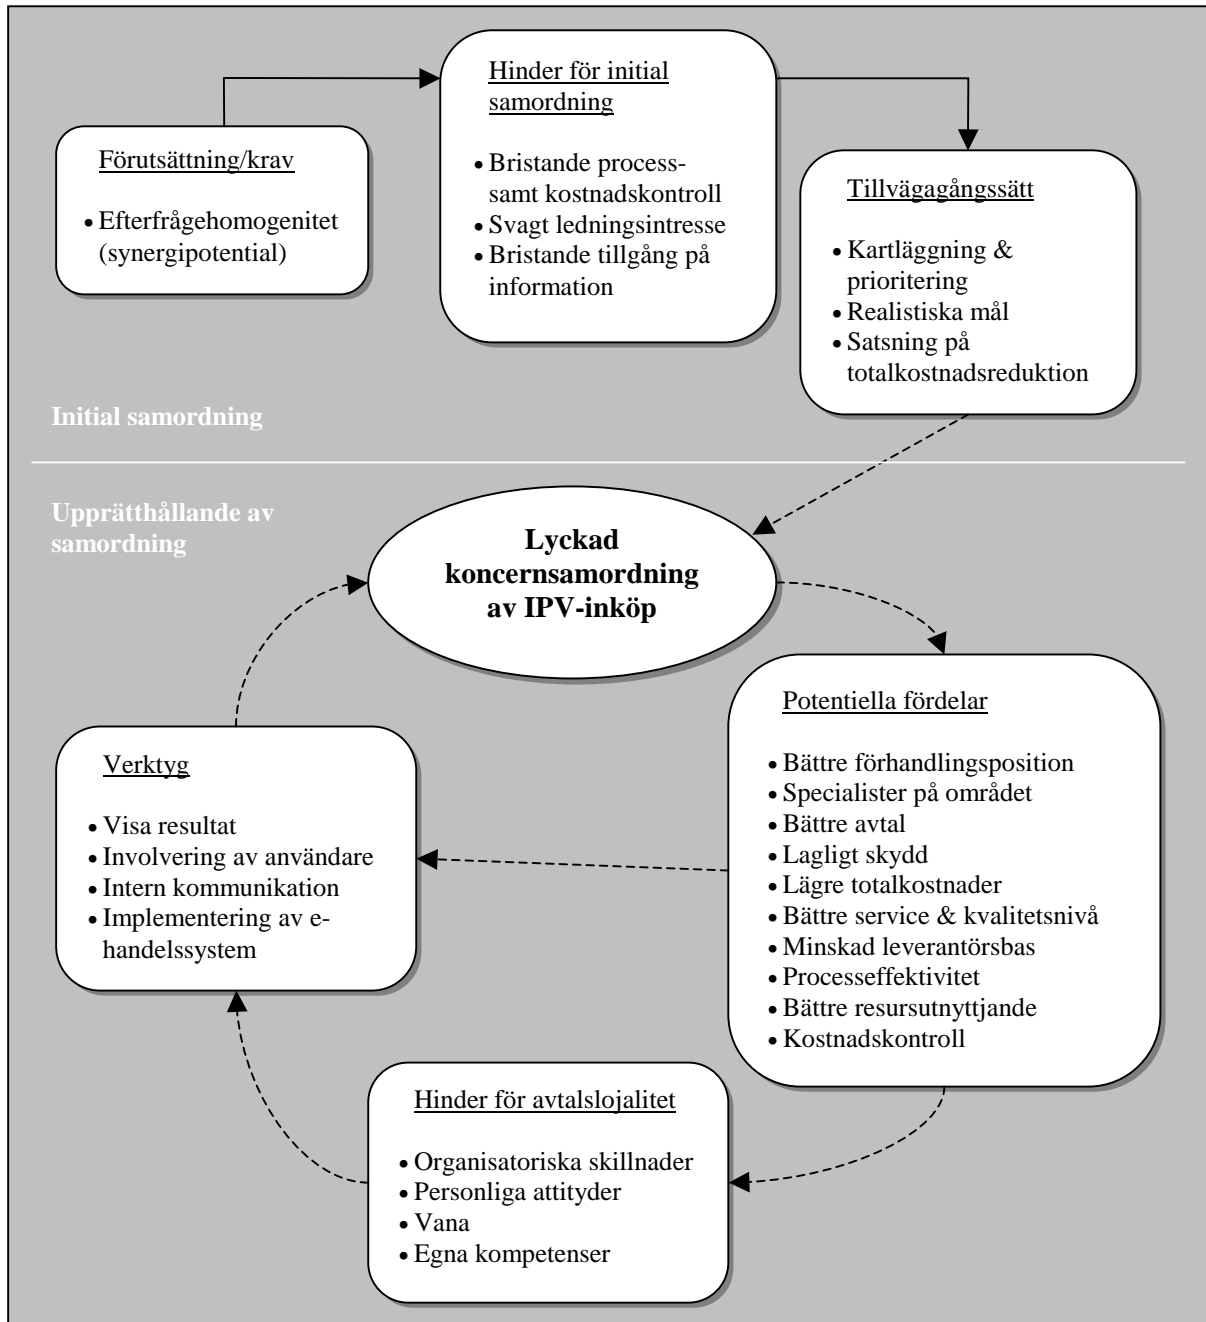 Hinder för initial
samordning
• Bristande process-
samt kostnadskontroll
• Svagt ledningsintresse
• Bristande tillgång på
information
Förutsättning/krav
• Efterfrågehomogenitet
(synergipotential)
Tillvägagångssätt
• Kartläggning &
prioritering
• Realistiska mål
• Satsning på
totalkostnadsreduktion
Initial samordning
Upprätthållande av
samordning
Lyckad
koncernsamordning
av IPV-inköp
Potentiella fördelar
• Bättre förhandlingsposition
• Specialister på området
• Bättre avtal
• Lagligt skydd
• Lägre totalkostnader
• Bättre service & kvalitetsnivå
• Minskad leverantörsbas
• Processeffektivitet
• Bättre resursutnyttjande
• Kostnadskontroll
Verktyg
• Visa resultat
• Involvering av användare
• Intern kommunikation
• Implementering av e-
handelssystem
Hinder för avtalslojalitet
• Organisatoriska skillnader
• Personliga attityder
• Vana
• Egna kompetenser